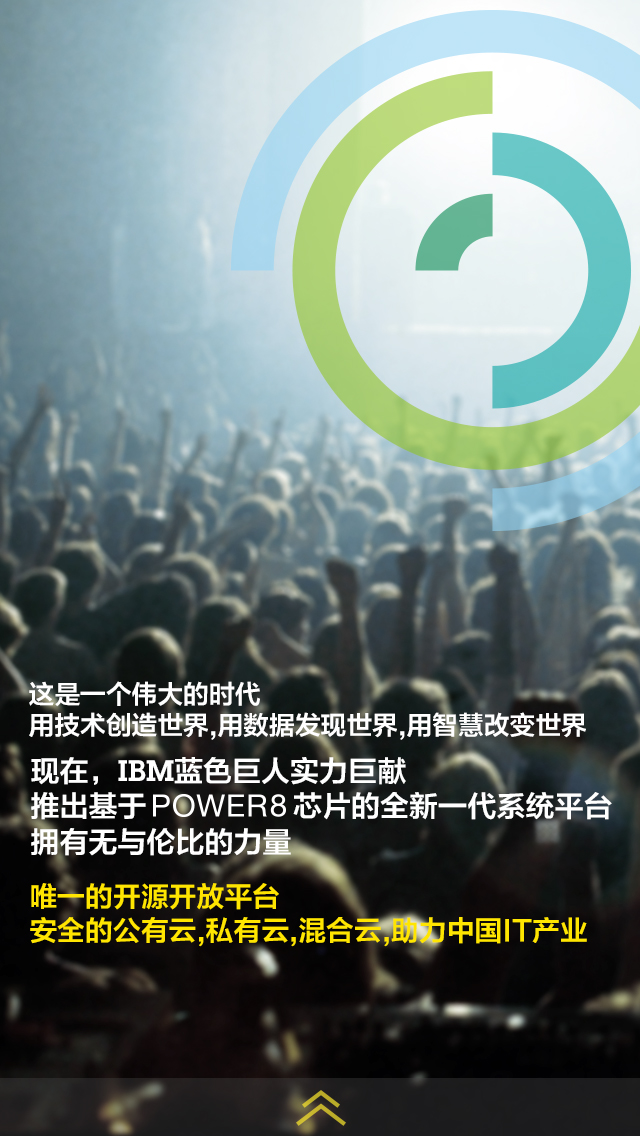 这是一个伟大的时代
用技术创造世界,用数据发现世界,用智慧改变世界
现在，IBM蓝色巨人实力巨献
推出基于POWER8芯片的全新一代系统平台
拥有无与伦比的力量
唯一的开源开放平台
安全的公有云,私有云,混合云,助力中国IT产业